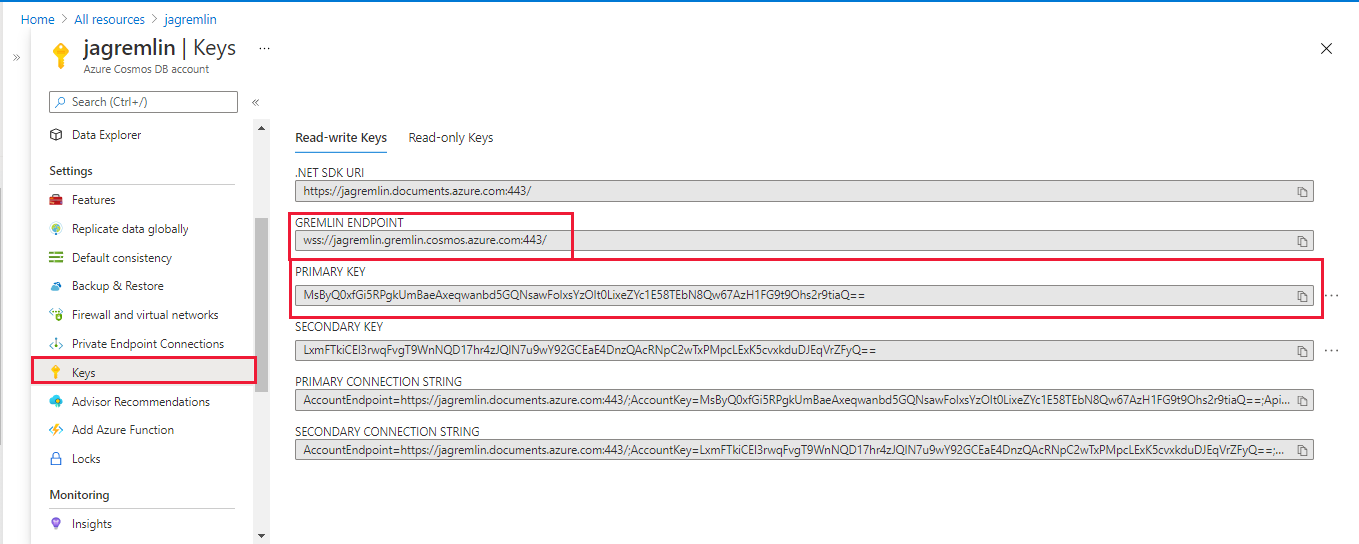 Home > All resources > jagremlin
jagremlin | Keys ...
Azure Cosmos DB account
Search (Ctrl+/)
Data Explorer
Settings
Features
Replicate data globally
Default consistency
Backup & Restore
Firewall and virtual networks
Private Endpoint Connections
Keys
Advisor Recommendations
Add Azure Function
Locks
Monitoring
Insights
Read-write Keys Read-only Keys
.NET SDK URI
https://jagremlin.documents.azure.com:443/
GREMLIN ENDPOINT
wss://jagremlin.gremlin.cosmos.azure.com:443/
PRIMARY KEY
MsByQ0xfGi5RPgkUmBaeAxeqwanbd5GQNsawFolxsYzOIt0LixeZYc1E58TEbN8Qw67AzH1FG9t9Ohs2r9tiaQ==
SECONDARY KEY
LxmFTkiCEI3rwqFvgT9WnNQD17hr4zJQIN7u9wY92GCEaE4DnzQAcRNpC2wTxPMpcLExK5cvxkduDJEqVrZFyQ==
PRIMARY CONNECTION STRING
AccountEndpoint=https://jagremlin.documents.azure.com:443/;AccountKey=MsByQ0xfGi5RPgkUmBaeAxeqwanbd5GQNsawFolxsYzOIt0LixeZYc1E58TEbN8Qw67AzH1FG9t9Ohs2r9tiaQ==;Api...
SECONDARY CONNECTION STRING
AccountEndpoint=https://jagremlin.documents.azure.com:443/;AccountKey=LxmFTkiCEI3rwqFvgT9WnNQD17hr4zJQIN7u9wY92GCEaE4DnzQAcRNpC2wTxPMpcLExK5cvxkduDJEqVrZFyQ==;...